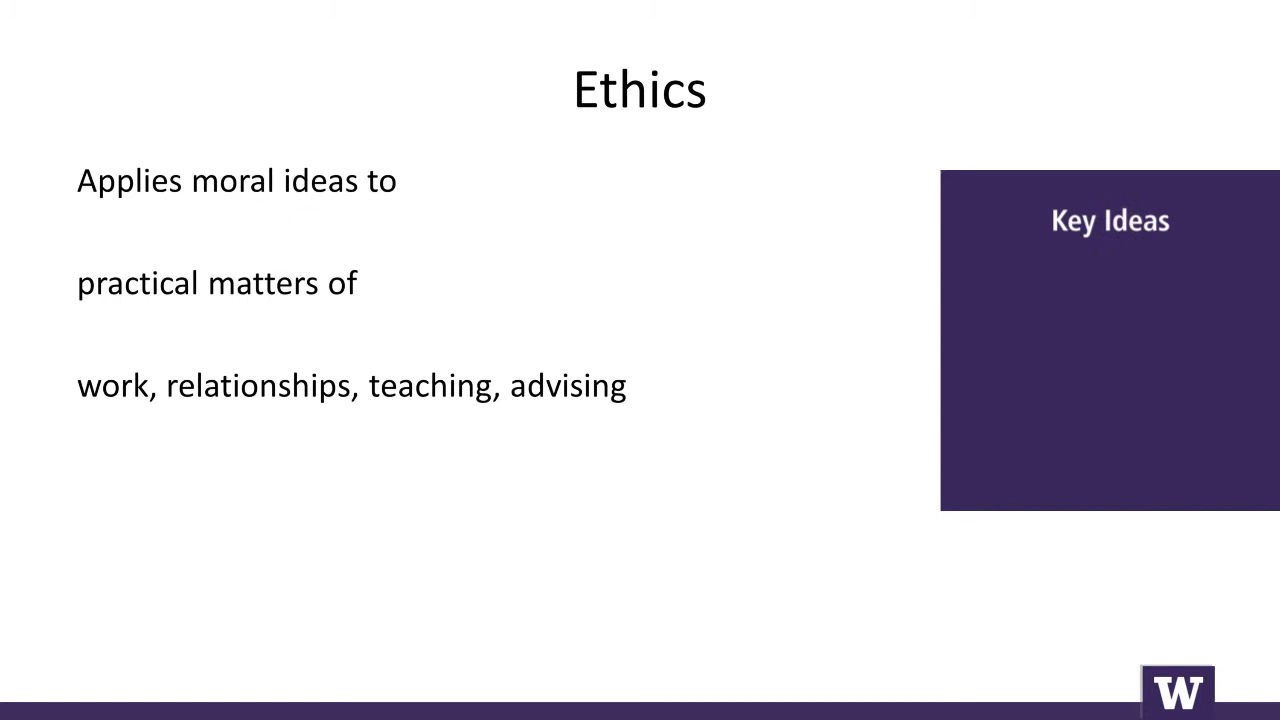 Ethics
Applies moral ideas to
practical matters of
work, relationships, teaching, advising
Key Ideas
W